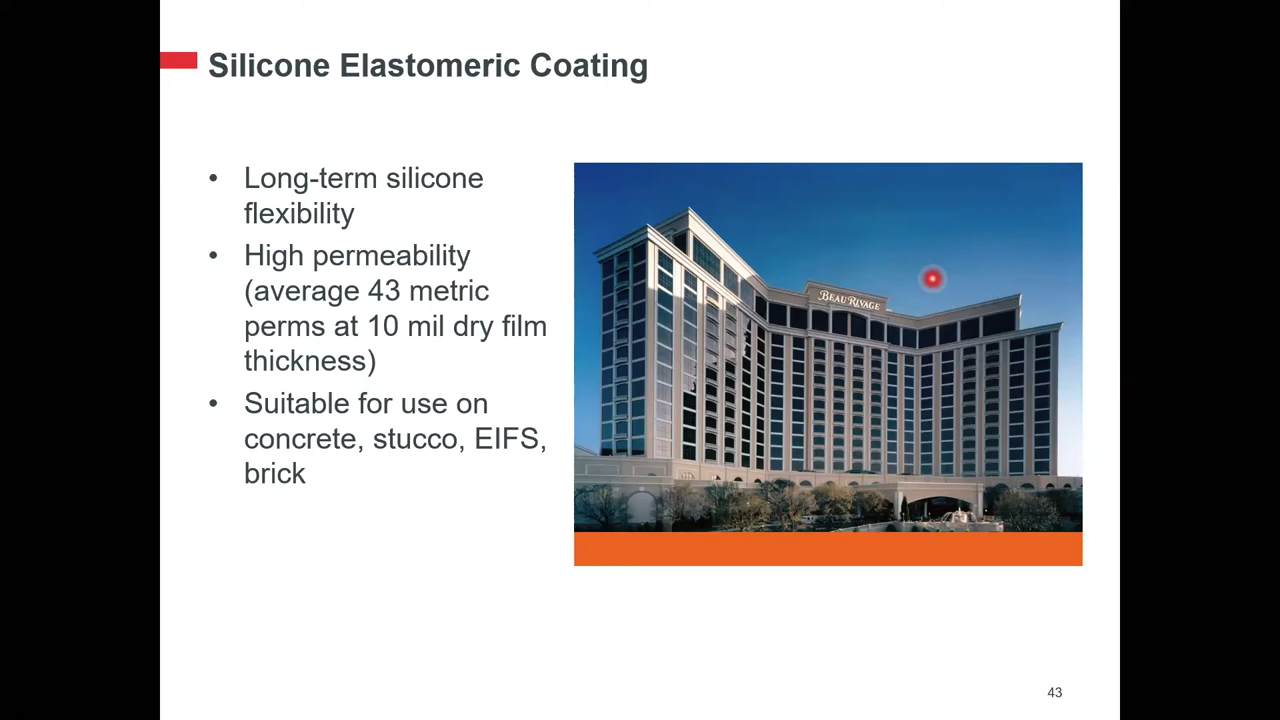 Silicone Elastomeric Coating
• Long-term silicone
flexibility
• High permeability
(average 43 metric
perms at 10 mil dry film
thickness)
• Suitable for use on
concrete, stucco, EIFS,
brick
BEAU RIVAGE
43